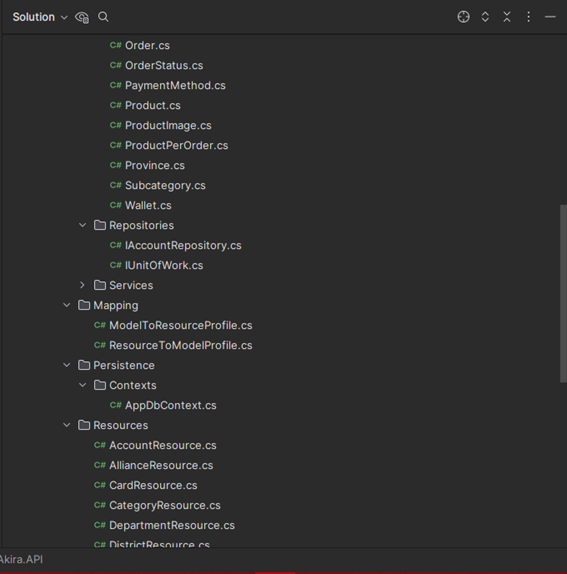 Solution
C# Order.cs
C# OrderStatus.cs
C# PaymentMethod.cs
C# Product.cs
C# ProductImage.cs
C# ProductPerOrder.cs
C# Province.cs
C# Subcategory.cs
C# Wallet.cs
Repositories
C# IAccountRepository.cs
C# IUnitOfWork.cs
Services
Mapping
C# ModelToResourceProfile.cs
C# ResourceToModelProfile.cs
Persistence
Contexts
C# AppDbContext.cs
Resources
C# AccountResource.cs
C# AllianceResource.cs
C# CardResource.cs
C# CategoryResource.cs
C# DepartmentResource.cs
C# DistrictResource.cs
Akira.API